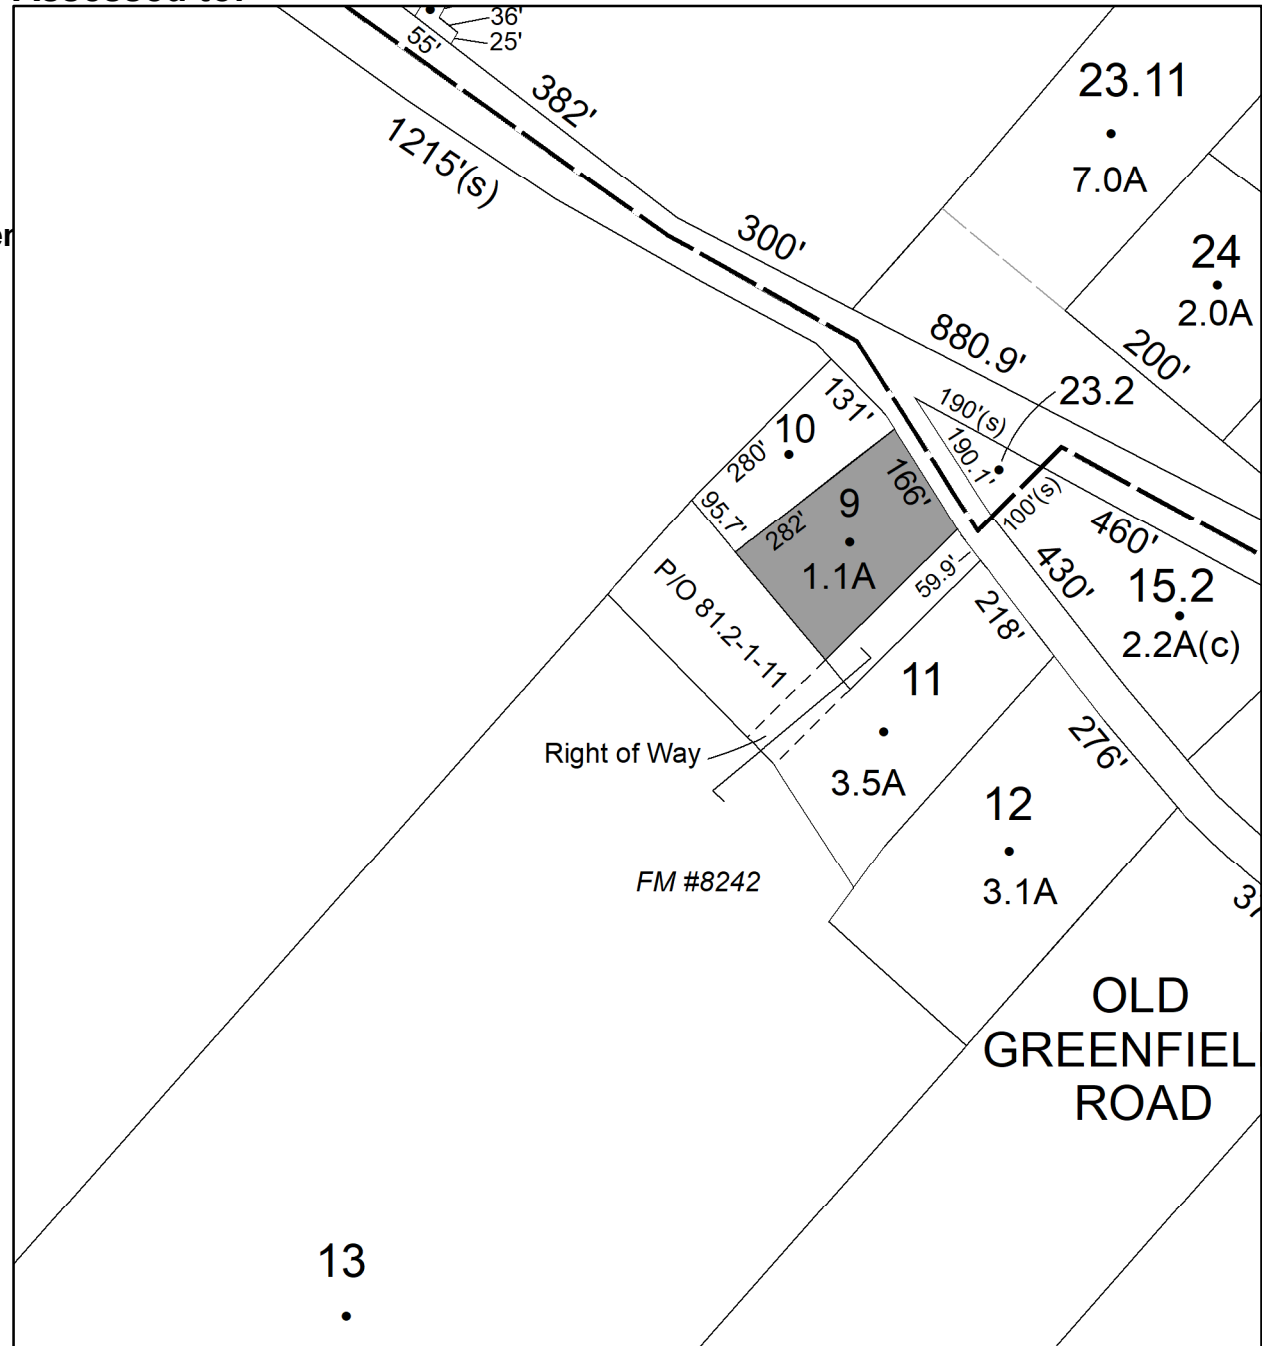 36'
25'
55'
382'
1215'(s)
23.11
7.0A
300'
24
2.0A
880.9'
200'
23.2
131'
190'(s)
10
280'
190.1'
166'
9
95.7'
282'
100'(s)
460'
1.1A
59.9'
430'
15.2
P/O 81.2-1-11
218'
2.2A(c)
11
Right of Way
276'
3.5A
12
FM #8242
3.1A
OLD
GREENFIEL
ROAD
13